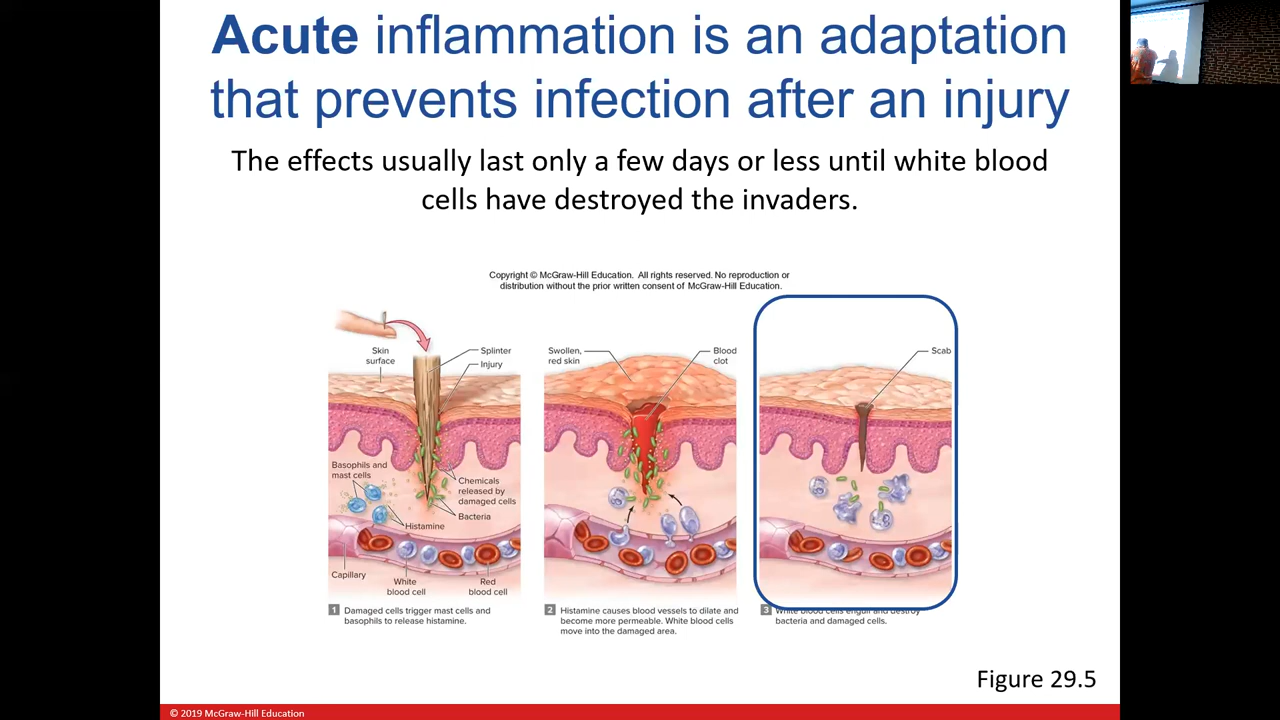 Acute inflammation is an adaptation
that prevents infection after an injury
The effects usually last only a few days or less until white blood
cells have destroyed the invaders.
Copyright © McGraw-Hill Education. All rights reserved. No reproduction or
distribution without the prior written consent of McGraw-Hill Education.
Skin
surface
Splinter
Injury
Basophils and
mast cells
Chemicals
released by
damaged cells
Bacteria
Histamine
Capillary
White
blood cell
Red
blood cell
1 Damaged cells trigger mast cells and
basophils to release histamine.
Swollen,
red skin
Blood
clot
2 Histamine causes blood vessels to dilate and
become more permeable. White blood cells
move into the damaged area.
Scab
3 White blood cells engulf and destroy
bacteria and damaged cells.
Figure 29.5
© 2019 McGraw-Hill Education